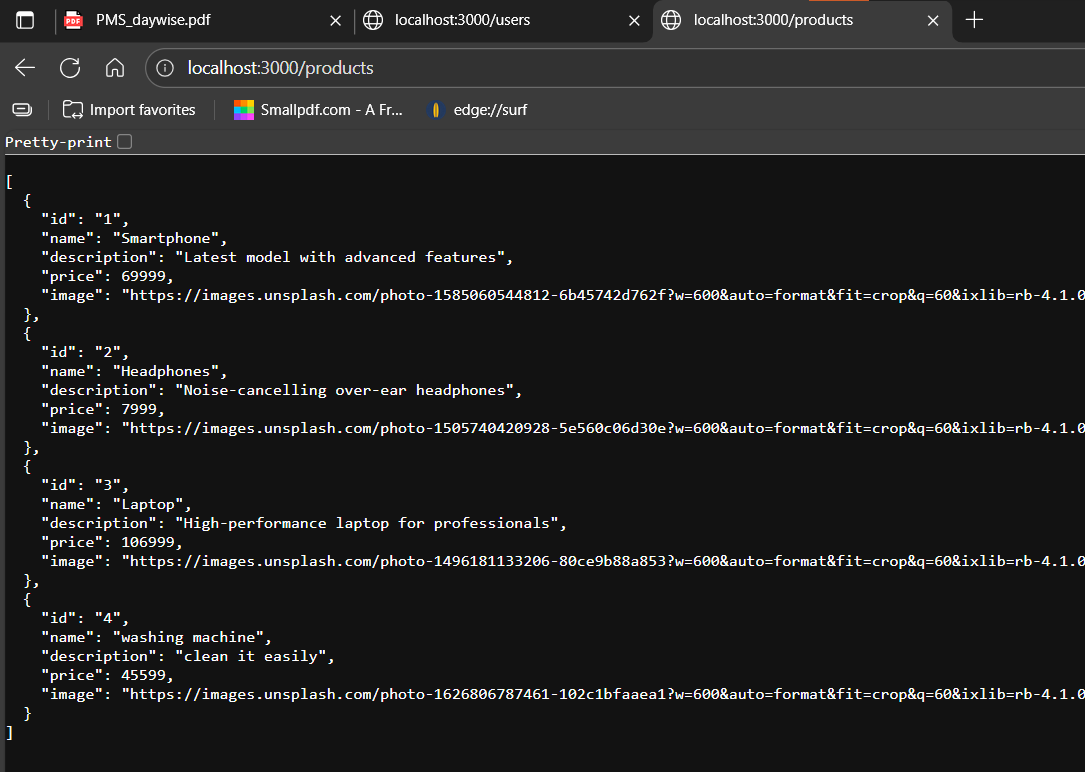 PMS_daywise.pdf
localhost:3000/users
localhost:3000/products
localhost:3000/products
Import favorites
Smallpdf.com - A Fr...
edge://surf
Pretty-print
[
  {
    "id": "1",
    "name": "Smartphone",
    "description": "Latest model with advanced features",
    "price": 69999,
    "image": "https://images.unsplash.com/photo-1585060544812-6b45742d762f?w=600&auto=format&fit=crop&q=60&ixlib=rb-4.1.0
  },
  {
    "id": "2",
    "name": "Headphones",
    "description": "Noise-cancelling over-ear headphones",
    "price": 7999,
    "image": "https://images.unsplash.com/photo-1505740420928-5e560c06d30e?w=600&auto=format&fit=crop&q=60&ixlib=rb-4.1.0
  },
  {
    "id": "3",
    "name": "Laptop",
    "description": "High-performance laptop for professionals",
    "price": 106999,
    "image": "https://images.unsplash.com/photo-1496181133206-80ce9b88a853?w=600&auto=format&fit=crop&q=60&ixlib=rb-4.1.0
  },
  {
    "id": "4",
    "name": "washing machine",
    "description": "clean it easily",
    "price": 45599,
    "image": "https://images.unsplash.com/photo-1626806787461-102c1bfaaea1?w=600&auto=format&fit=crop&q=60&ixlib=rb-4.1.0
  }
]